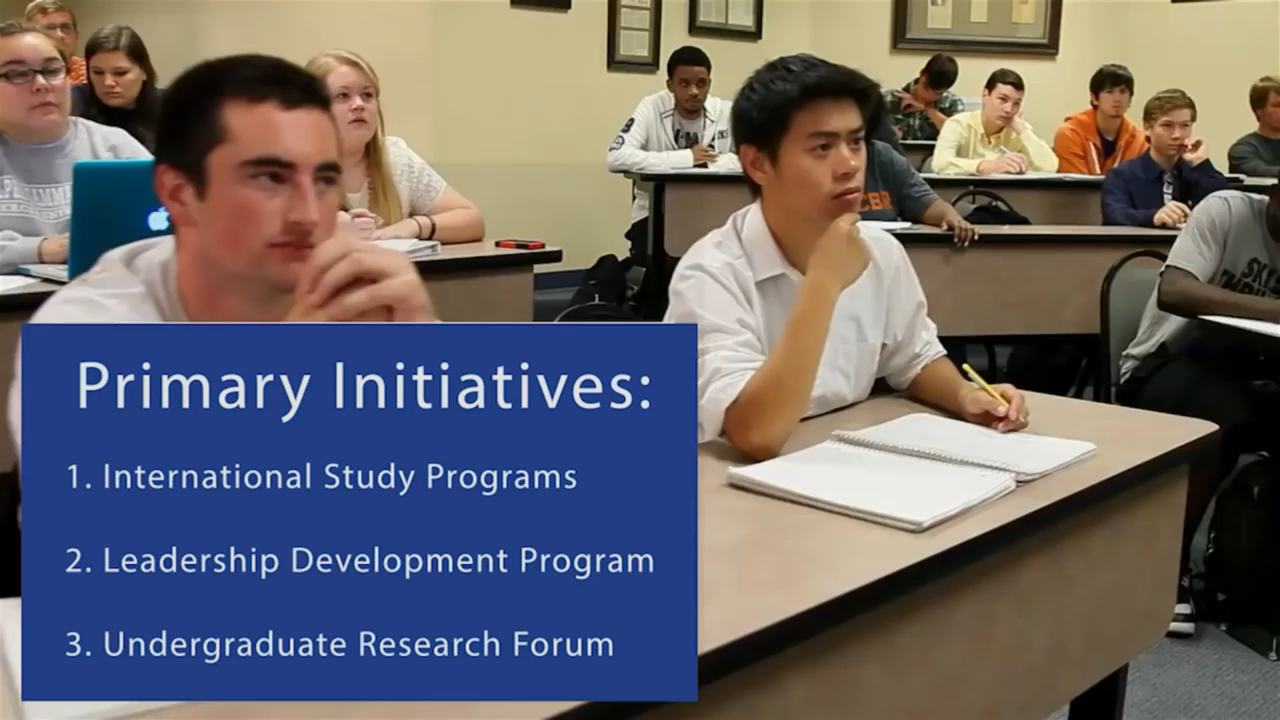 Primary Initiatives:
1. International Study Programs
2. Leadership Development Program
3. Undergraduate Research Forum